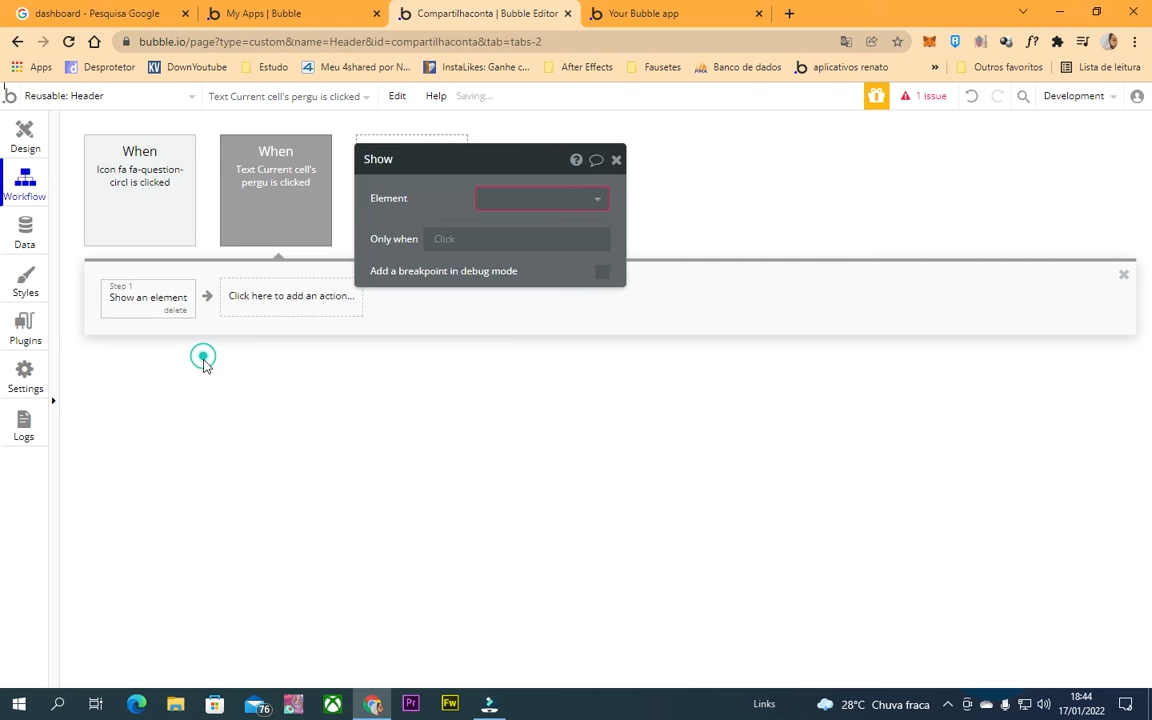 dashboard - Pesquisa Google
My Apps | Bubble
Compartilhaconta | Bubble Editor
Your Bubble app
bubble.io/page?type=custom&name=Header&id=compartilhaconta&tab=tabs-2
Apps
Desprotetor
DownYoutube
Estudo
Meu 4shared por N...
InstaLikes: Ganhe c...
After Effects
Fausetes
Banco de dados
aplicativos renato
Outros favoritos
Lista de leitura
Reusable: Header
Text Current cell's pergu is clicked
Edit
Help
Saving...
1 issue
Development
Design
Workflow
Data
Styles
Plugins
Settings
Logs
When
Icon fa fa-question-
circl is clicked
When
Text Current cell's
pergu is clicked
Show
Element
Only when
Click
Add a breakpoint in debug mode
Step 1
Show an element
delete
Click here to add an action...
76
Links
28°C Chuva fraca
18:44
17/01/2022